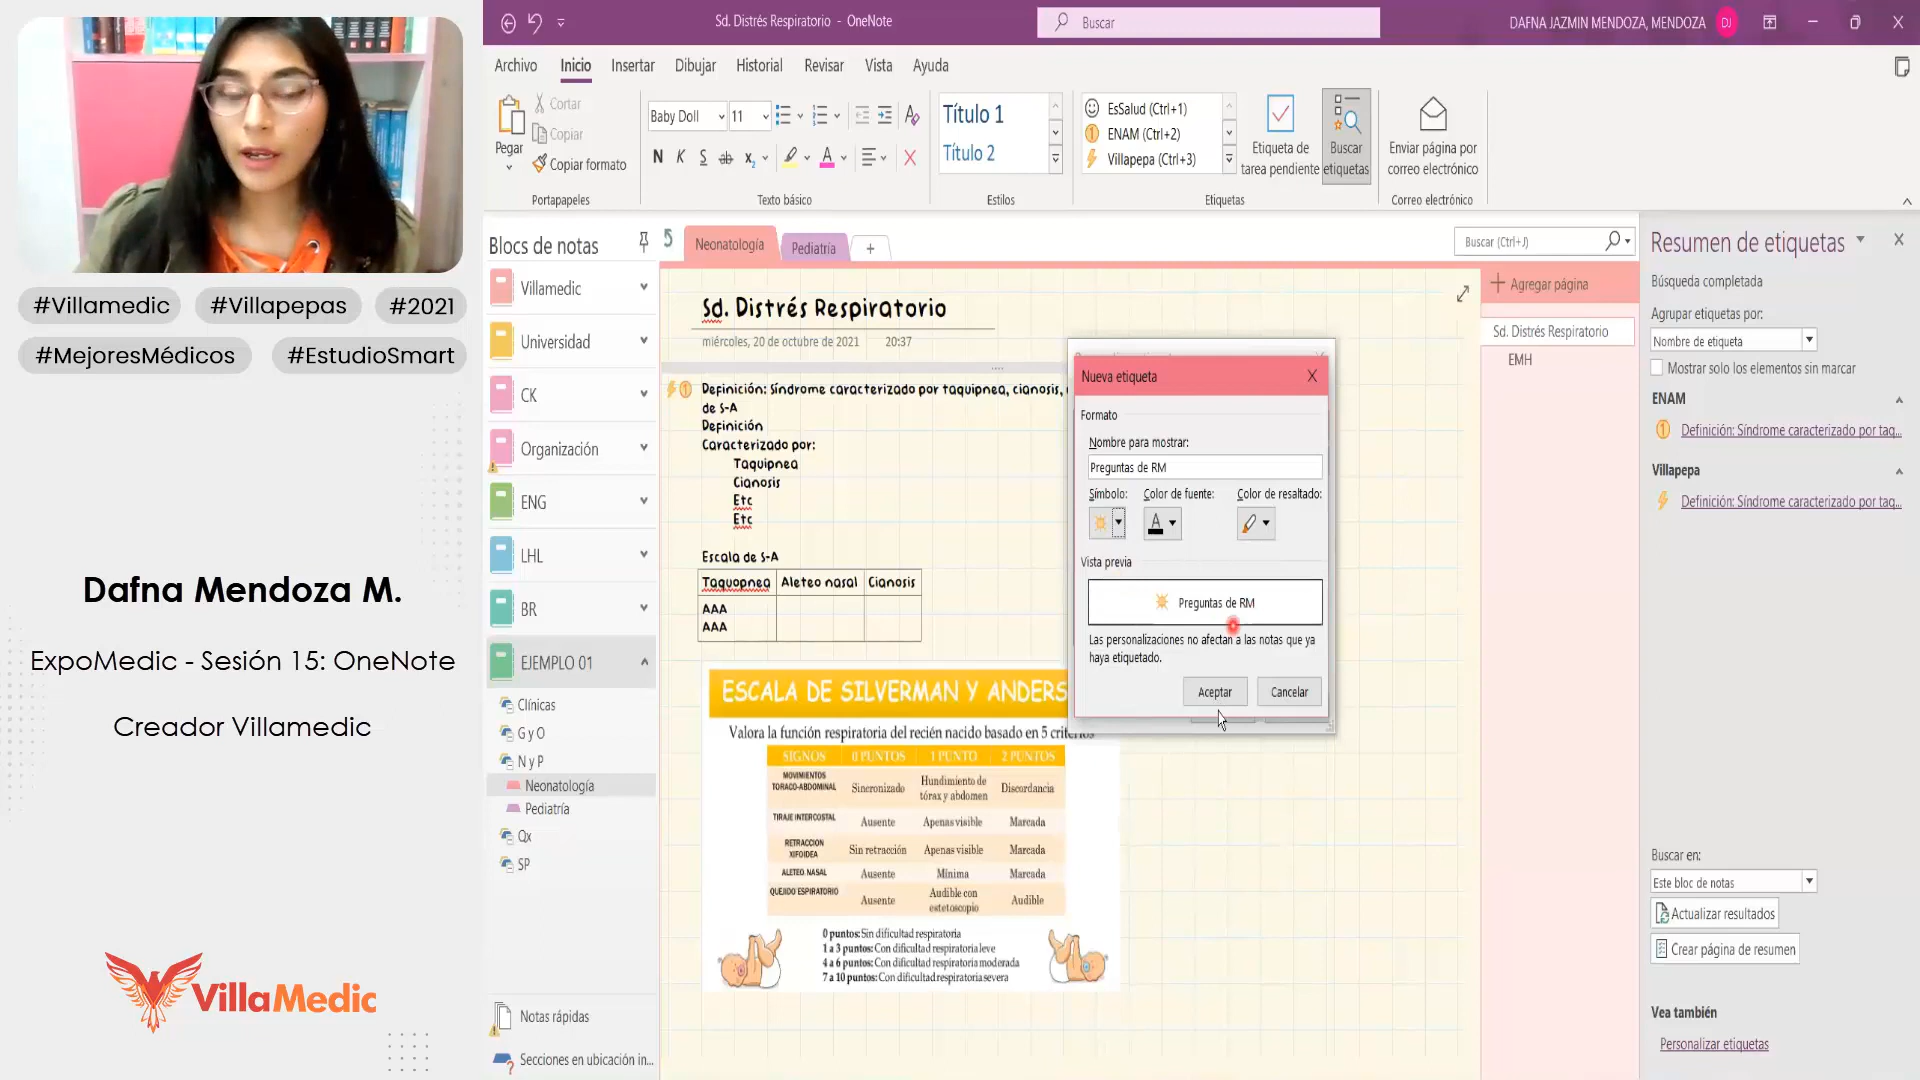 Sd. Distrés Respiratorio - OneNote
Buscar
DAFNA JAZMIN MENDOZA, MENDOZA
DJ
Archivo
Inicio
Insertar
Dibujar
Historial
Revisar
Vista
Ayuda
Pegar
Cortar
Copiar
Copiar formato
Portapapeles
Baby Doll
11
N K S ab x₂
A
Texto básico
Título 1
Título 2
Estilos
EsSalud (Ctrl+1)
ENAM (Ctrl+2)
Villapepa (Ctrl+3)
Etiqueta de
tarea pendiente
Buscar
etiquetas
Etiquetas
Enviar página por
correo electrónico
Correo electrónico
#Villamedic
#Villapepas
#2021
#MejoresMédicos
#EstudioSmart
Dafna Mendoza M.
ExpoMedic - Sesión 15: OneNote
Creador Villamedic
VillaMedic
Blocs de notas
Villamedic
Universidad
CK
Organización
ENG
LHL
BR
EJEMPLO 01
Clínicas
G y O
N y P
Neonatología
Pediatría
Qx
SP
Notas rápidas
Secciones en ubicación in...
Neonatología
Pediatría
+
Buscar (Ctrl+J)
Sd. Distrés Respiratorio
miércoles, 20 de octubre de 2021
20:37
Definición: Síndrome caracterizado por taquipnea, cianosis,
de S-A
Definición
Caracterizado por:
Taquipnea
Cianosis
Etc
Etc
Escala de S-A
Taquopnea Aleteo nasal Cianosis
AAA
AAA
ESCALA DE SILVERMAN Y ANDERS
Valora la función respiratoria del recién nacido basado en 5 criterios
SIGNOS 0 PUNTOS 1 PUNTO 2 PUNTOS
MOVIMIENTOS
TORACO-ABDOMINAL
Sincronizado
Hundimiento de
tórax y abdomen
Discordancia
TIRAJE INTERCOSTAL Ausente Apenas visible Marcada
RETRACCION
XIFOIDEA
Sin retracción Apenas visible Marcada
ALETEO NASAL Ausente Mínima Marcada
QUEJIDO ESPIRATORIO
Ausente
Audible con
estetoscopio
Audible
0 puntos: Sin dificultad respiratoria
1 a 3 puntos: Con dificultad respiratoria leve
4 a 6 puntos: Con dificultad respiratoria moderada
7 a 10 puntos: Con dificultad respiratoria severa
Nueva etiqueta
Formato
Nombre para mostrar:
Preguntas de RM
Símbolo:
Color de fuente:
Color de resaltado:
A
Vista previa
Preguntas de RM
Las personalizaciones no afectan a las notas que ya
haya etiquetado.
Aceptar
Cancelar
Agregar página
Sd. Distrés Respiratorio
EMH
Resumen de etiquetas
Búsqueda completada
Agrupar etiquetas por:
Nombre de etiqueta
Mostrar solo los elementos sin marcar
ENAM
Definición: Síndrome caracterizado por taq...
Villapepa
Definición: Síndrome caracterizado por taq...
Buscar en:
Este bloc de notas
Actualizar resultados
Crear página de resumen
Vea también
Personalizar etiquetas